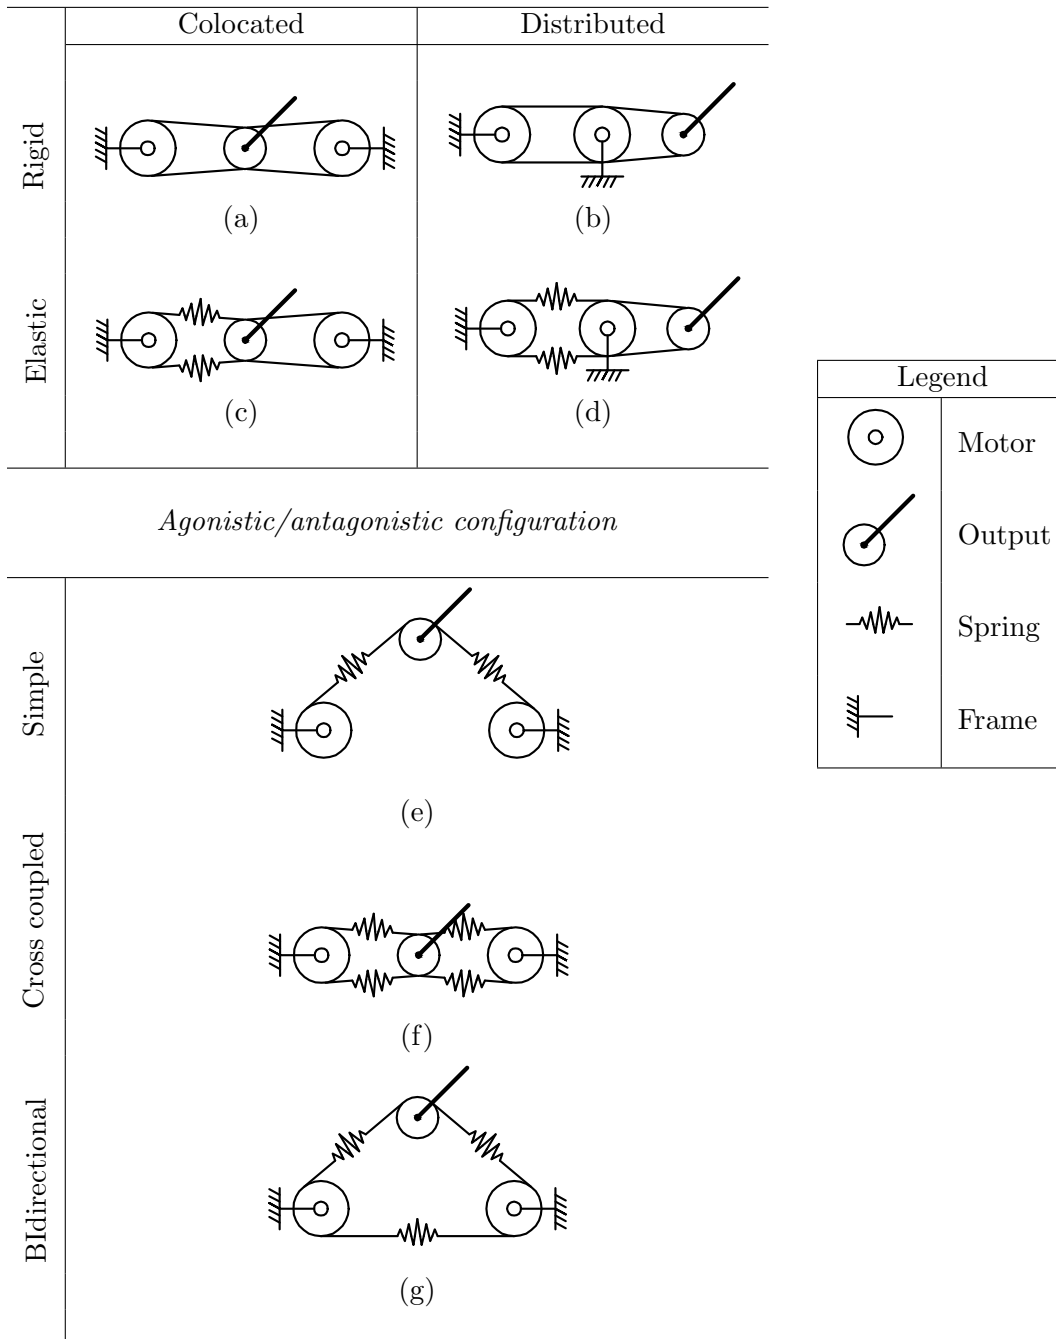 Colocated
Distributed
Rigid
(a)
(b)
Elastic
(c)
(d)
Agonistic/antagonistic configuration
Simple
(e)
Cross coupled
(f)
BIdirectional
(g)
Legend
Motor
Output
Spring
Frame